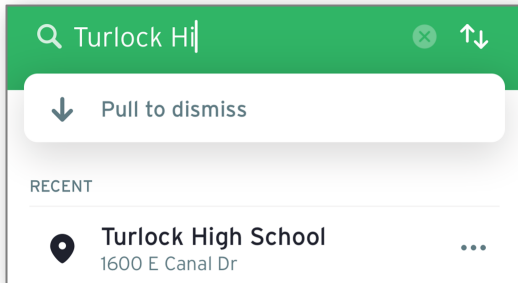 Turlock Hi
Pull to dismiss
RECENT
Turlock High School
1600 E Canal Dr